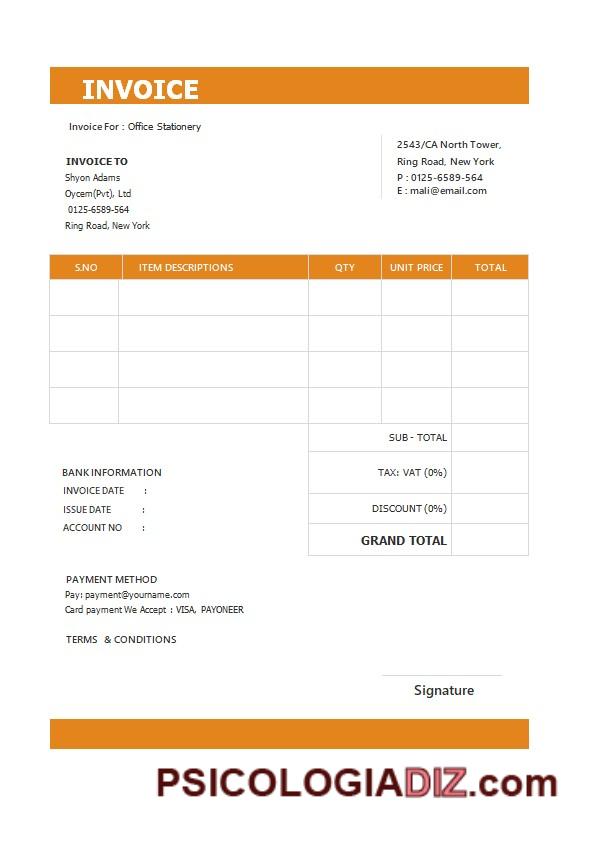 INVOICE
Invoice For : Office Stationery
INVOICE TO
Shyon Adams
Oycem(Pvt), Ltd
0125-6589-564
Ring Road, New York
2543/CA North Tower,
Ring Road, New York
P : 0125-6589-564
E : mali@email.com
S.NO ITEM DESCRIPTIONS QTY UNIT PRICE TOTAL
SUB - TOTAL
TAX: VAT (0%)
DISCOUNT (0%)
GRAND TOTAL
BANK INFORMATION
INVOICE DATE :
ISSUE DATE :
ACCOUNT NO :
PAYMENT METHOD
Pay: payment@yourname.com
Card payment We Accept : VISA, PAYONEER
TERMS & CONDITIONS
Signature
PSICOLOGIADIZ.com